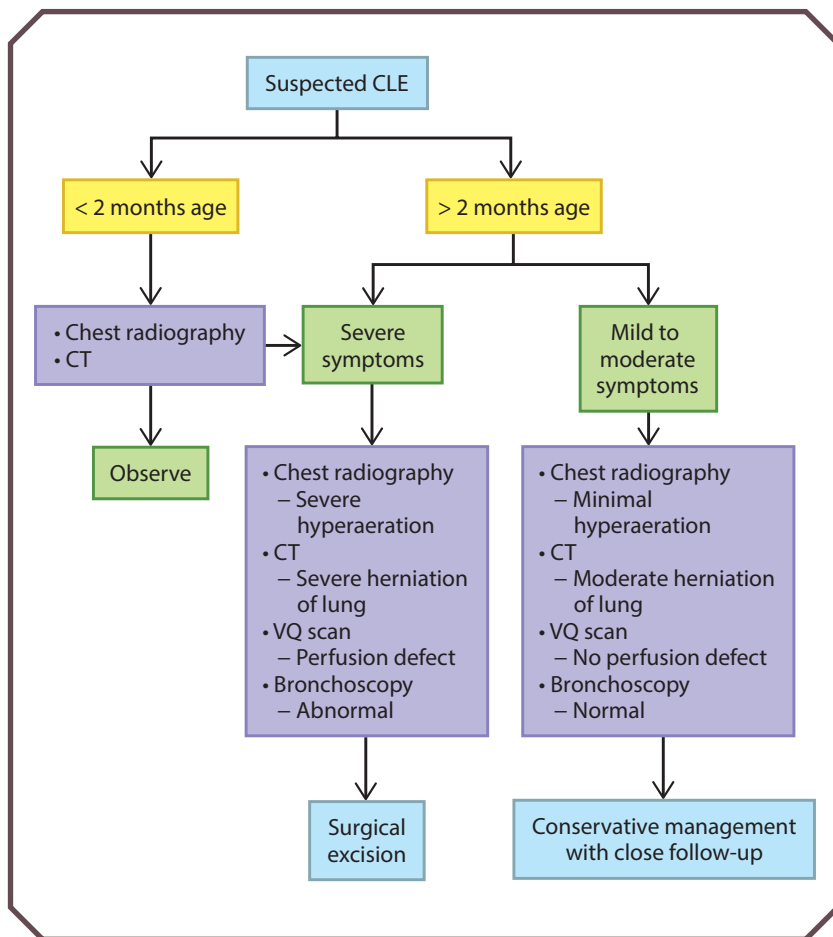 Suspected CLE
< 2 months age
> 2 months age
• Chest radiography
• CT
Severe
symptoms
Mild to
moderate
symptoms
Observe
• Chest radiography
– Severe
hyperaeration
• CT
– Severe herniation
of lung
• VQ scan
– Perfusion defect
• Bronchoscopy
– Abnormal
• Chest radiography
– Minimal
hyperaeration
• CT
– Moderate herniation
of lung
• VQ scan
– No perfusion defect
• Bronchoscopy
– Normal
Surgical
excision
Conservative management
with close follow-up